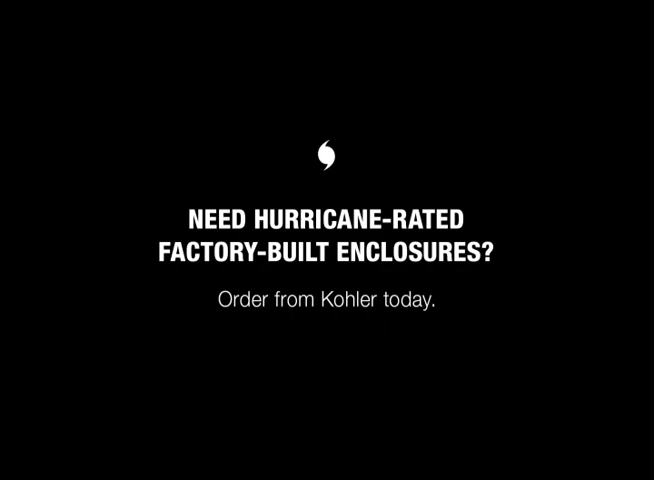 NEED HURRICANE-RATED
FACTORY-BUILT ENCLOSURES?
Order from Kohler today.